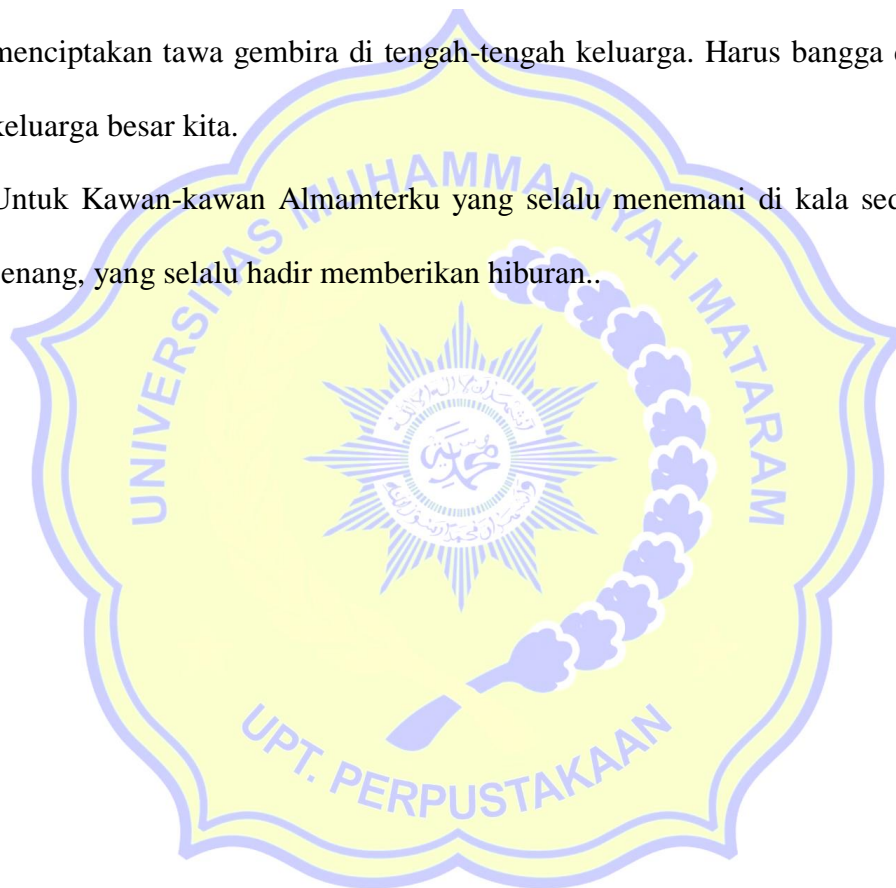 menciptakan tawa gembira di tengah-tengah keluarga. Harus bangga
keluarga besar kita.
Untuk Kawan-kawan Almamterku yang selalu menemani di kala
senang, yang selalu hadir memberikan hiburan..
UNIVERSITAS MUHAMMADIYAH MATARAM
UPT. PERPUSTAKAAN